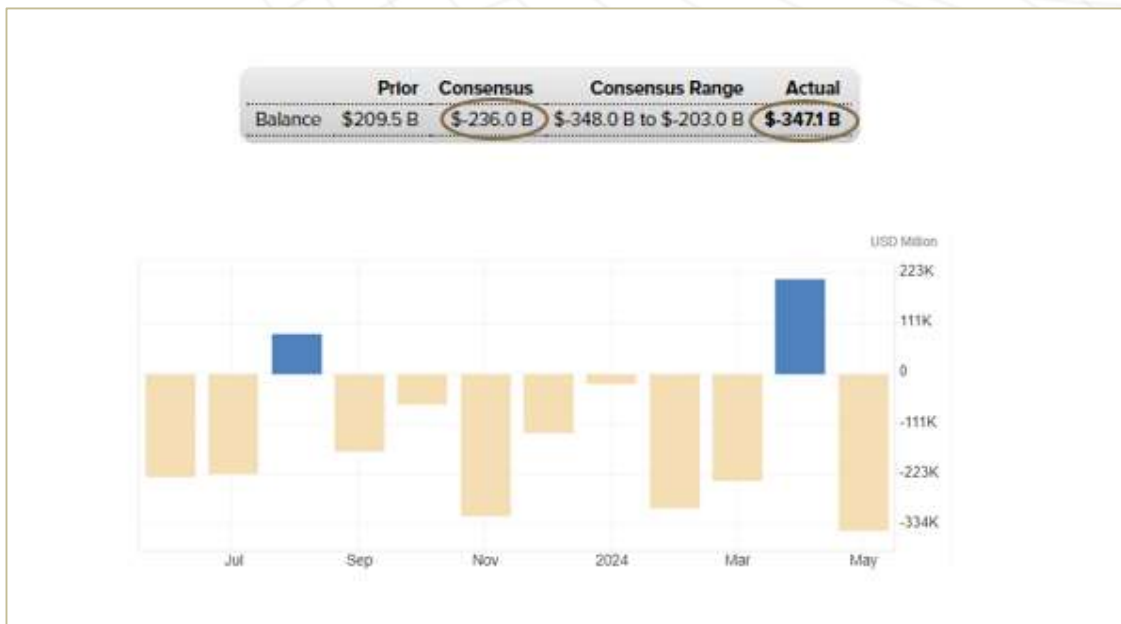 Prior Consensus Consensus Range Actual
Balance $209.5 B $-236.0 B $-348.0 B to $-203.0 B $-347.1 B
USD Million
223K
111K
0
-111K
-223K
-334K
Jul Sep Nov 2024 Mar May